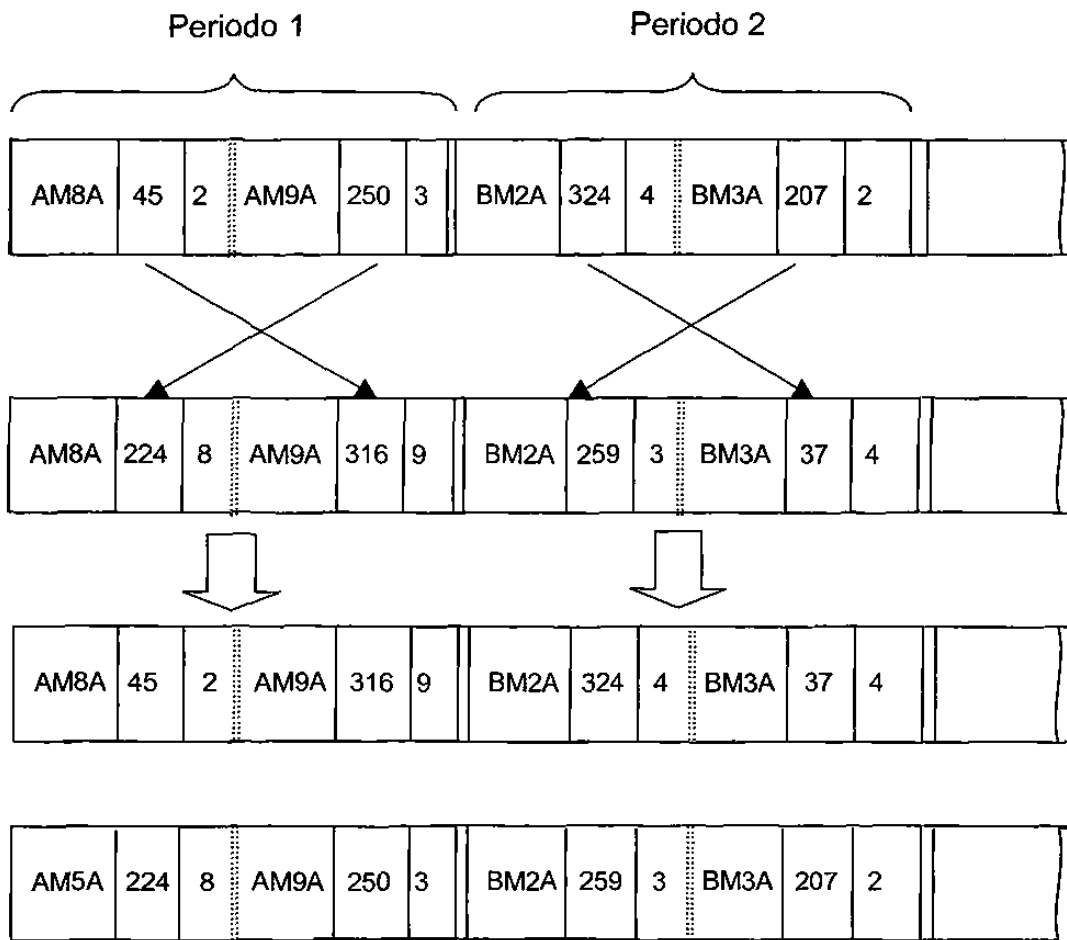 Periodo 1 Periodo 2
AM8A 45 2 AM9A 250 3 BM2A 324 4 BM3A 207 2
AM8A 224 8 AM9A 316 9 BM2A 259 3 BM3A 37 4
AM8A 45 2 AM9A 316 9 BM2A 324 4 BM3A 37 4
AM5A 224 8 AM9A 250 3 BM2A 259 3 BM3A 207 2